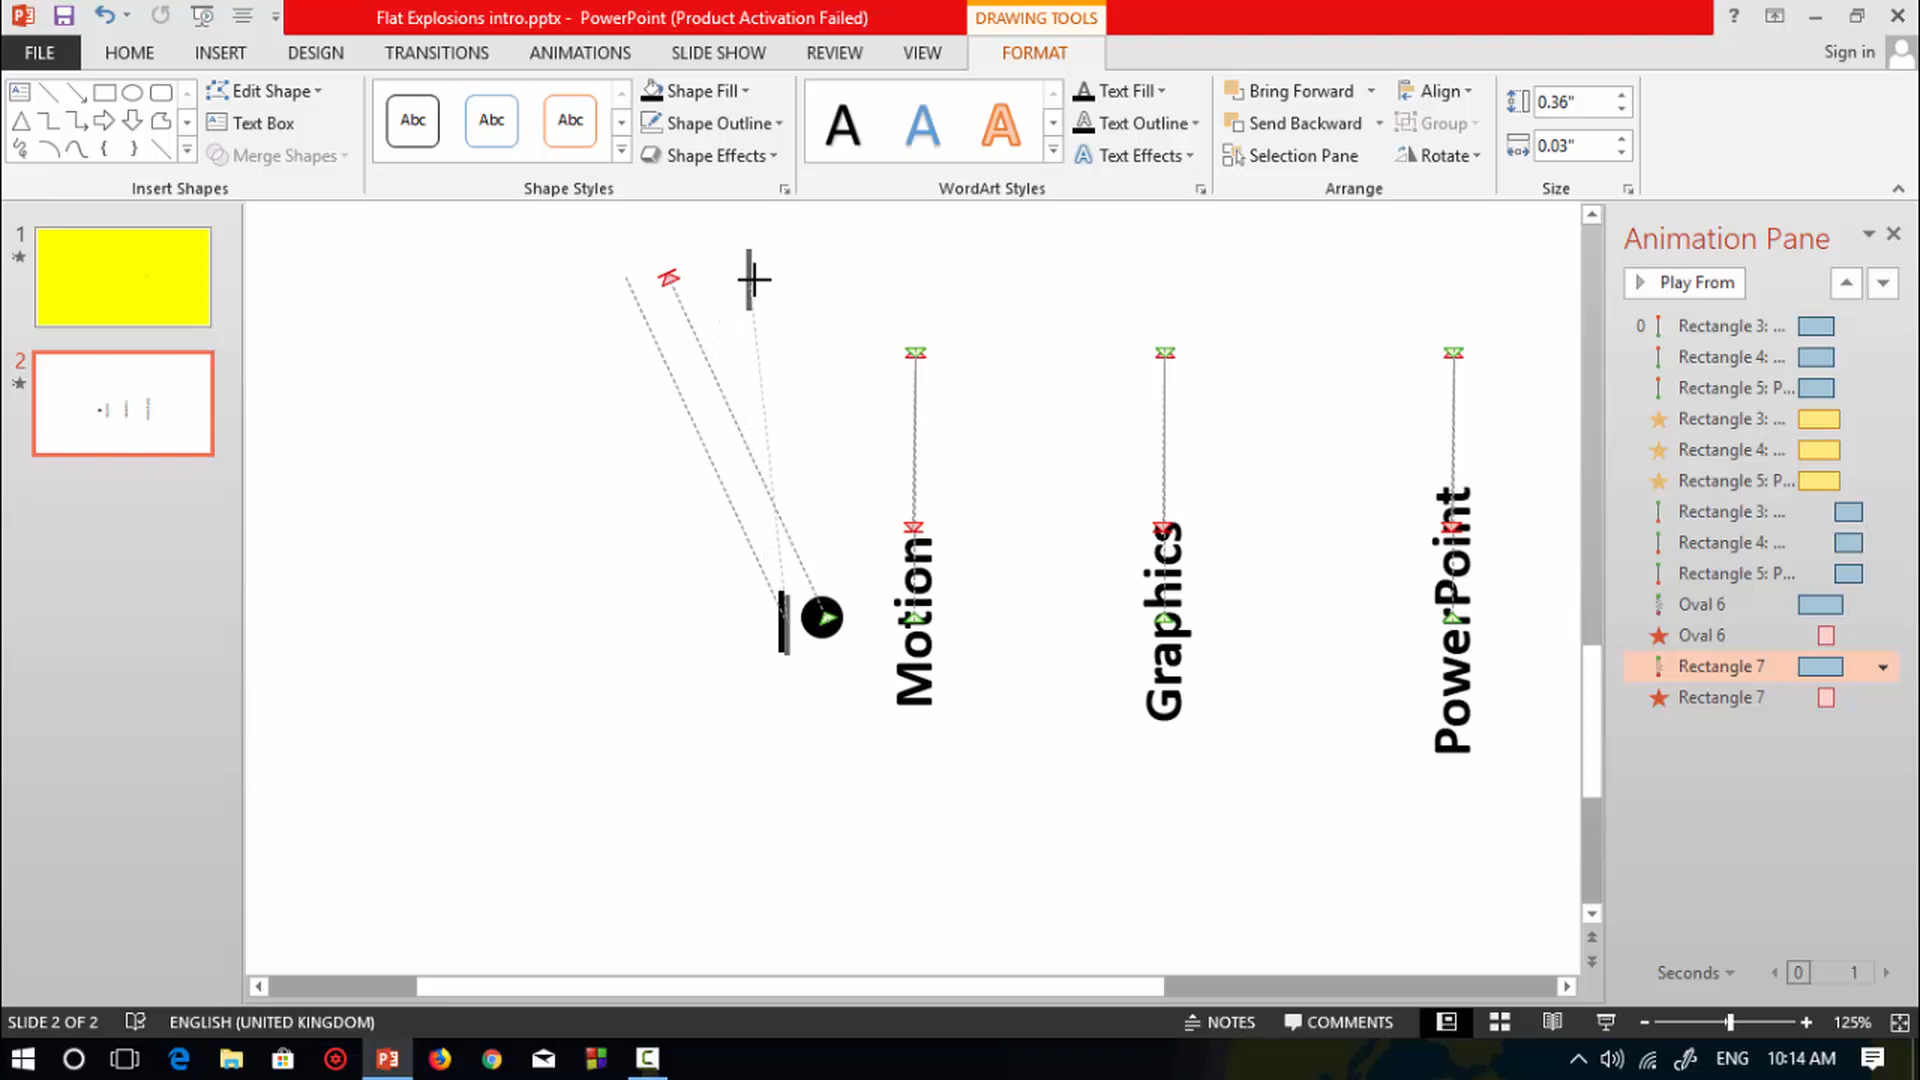 Flat Explosions intro.pptx - PowerPoint (Product Activation Failed)
DRAWING TOOLS
?
FILE
HOME
INSERT
DESIGN
TRANSITIONS
ANIMATIONS
SLIDE SHOW
REVIEW
VIEW
FORMAT
Sign in
Edit Shape
Text Box
Merge Shapes
Insert Shapes
Abc
Abc
Abc
Shape Fill
Shape Outline
Shape Effects
Shape Styles
A
A
A
Text Fill
Text Outline
Text Effects
WordArt Styles
Bring Forward
Send Backward
Selection Pane
Align
Group
Rotate
Arrange
0.36"
0.03"
Size
1
2
Motion
Graphics
PowerPoint
Animation Pane
Play From
0
Rectangle 3: ...
Rectangle 4: ...
Rectangle 5: P...
Rectangle 3: ...
Rectangle 4: ...
Rectangle 5: P...
Rectangle 3: ...
Rectangle 4: ...
Rectangle 5: P...
Oval 6
Oval 6
Rectangle 7
Rectangle 7
Seconds
0
1
SLIDE 2 OF 2
ENGLISH (UNITED KINGDOM)
NOTES
COMMENTS
125%
ENG
10:14 AM